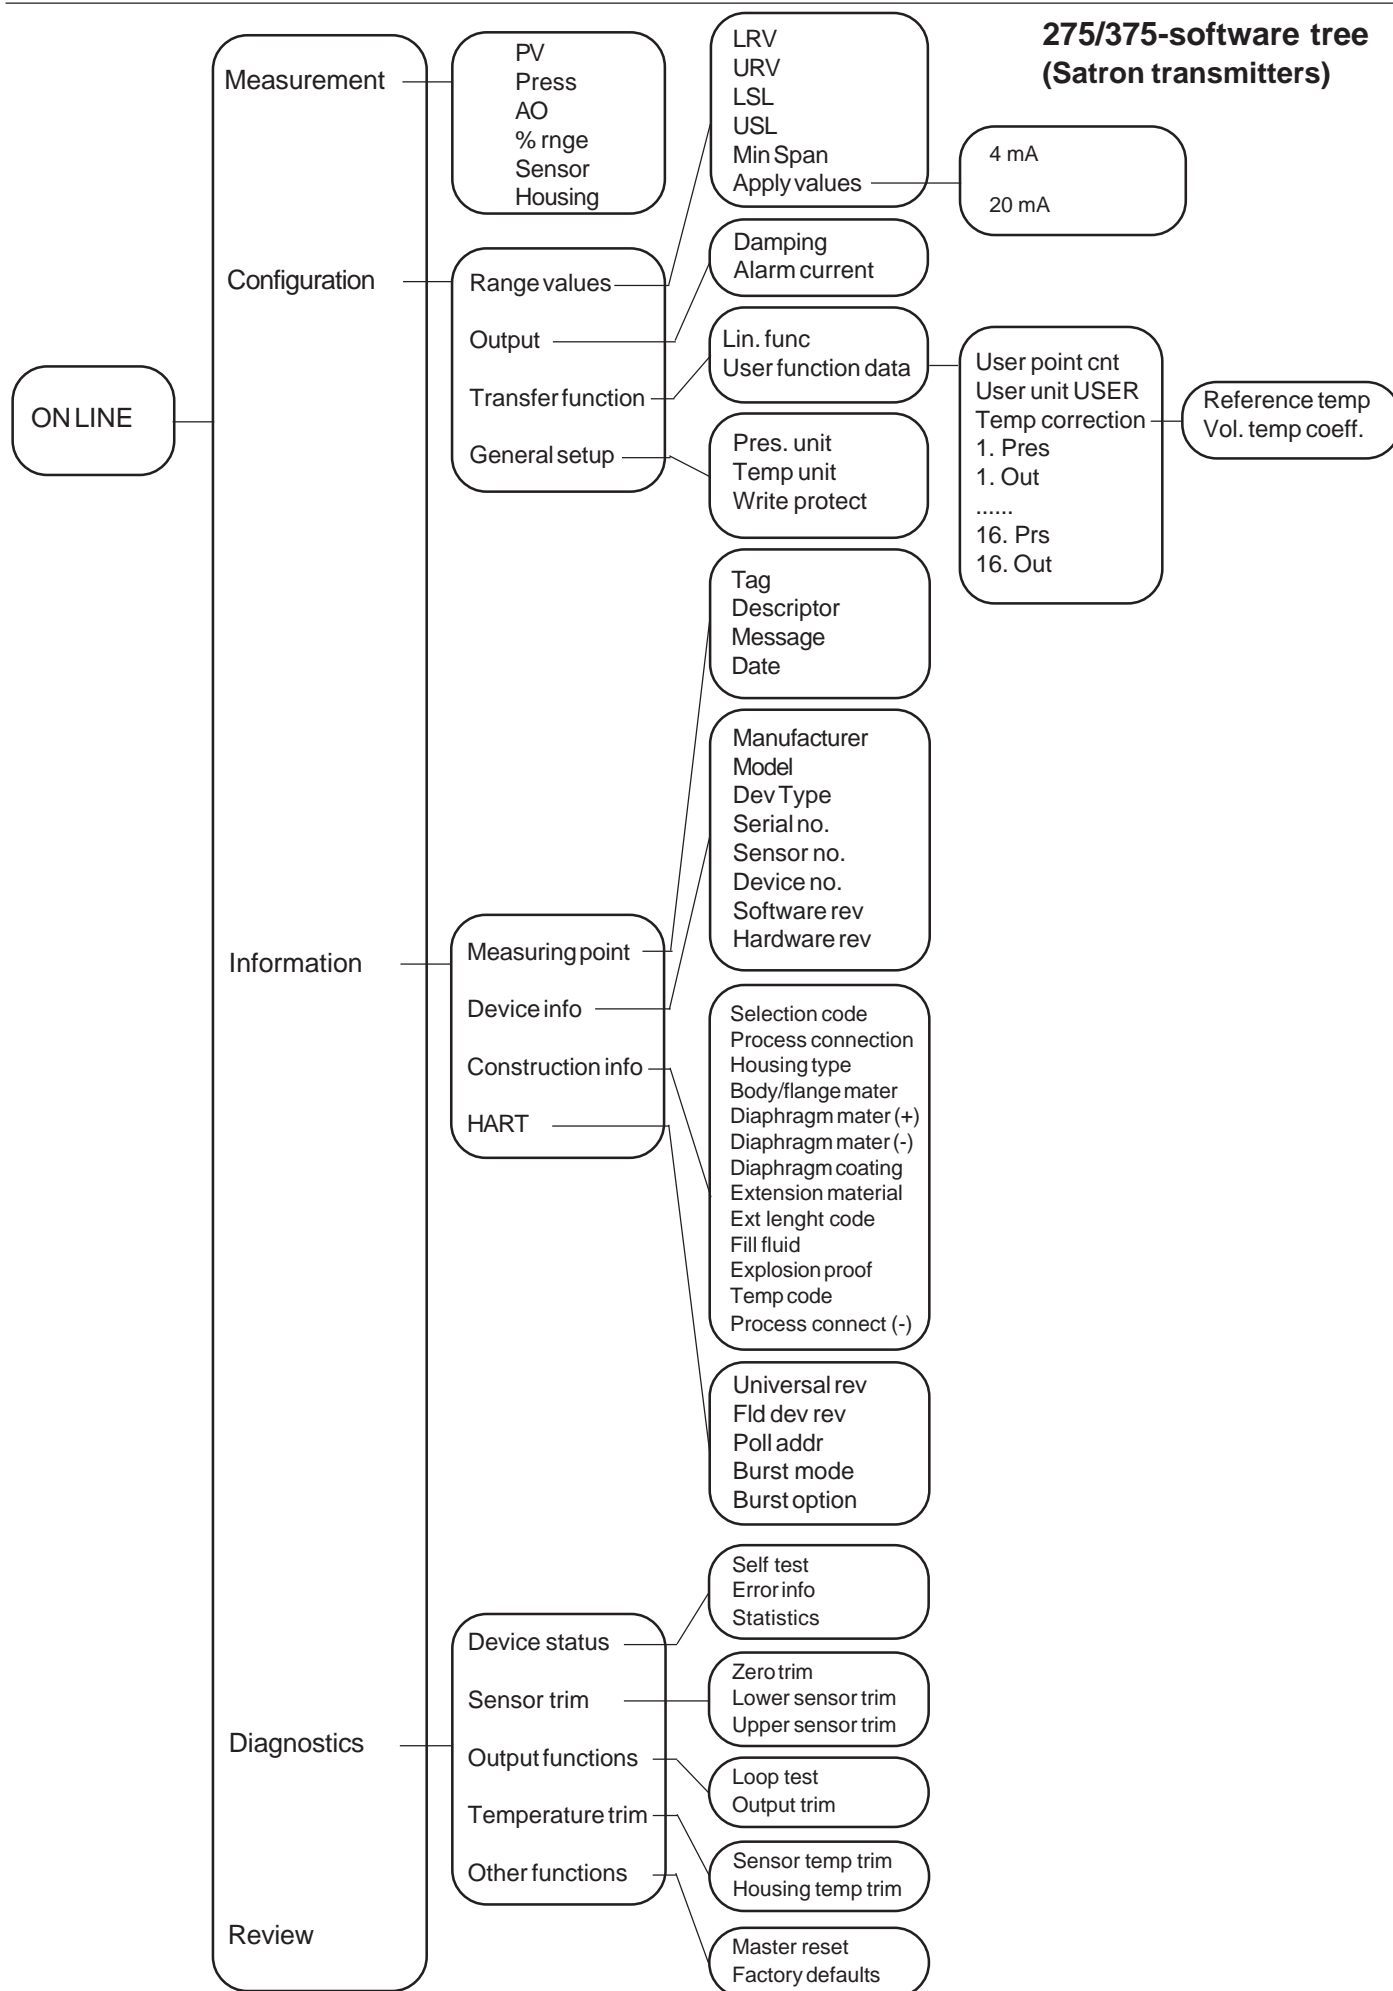 275/375-software tree
(Satron transmitters)
ON LINE
Measurement
Configuration
Information
Diagnostics
Review
PV
Press
AO
% rnge
Sensor
Housing
Range values
Output
Transfer function
General setup
LRV
URV
LSL
USL
Min Span
Apply values
4 mA
20 mA
Damping
Alarm current
Lin. func
User function data
User point cnt
User unit USER
Temp correction
1. Pres
1. Out
......
16. Prs
16. Out
Reference temp
Vol. temp coeff.
Pres. unit
Temp unit
Write protect
Measuring point
Device info
Construction info
HART
Tag
Descriptor
Message
Date
Manufacturer
Model
Dev Type
Serial no.
Sensor no.
Device no.
Software rev
Hardware rev
Selection code
Process connection
Housing type
Body/flange mater
Diaphragm mater (+)
Diaphragm mater (-)
Diaphragm coating
Extension material
Ext lenght code
Fill fluid
Explosion proof
Temp code
Process connect (-)
Universal rev
Fld dev rev
Poll addr
Burst mode
Burst option
Device status
Sensor trim
Output functions
Temperature trim
Other functions
Self test
Error info
Statistics
Zero trim
Lower sensor trim
Upper sensor trim
Loop test
Output trim
Sensor temp trim
Housing temp trim
Master reset
Factory defaults